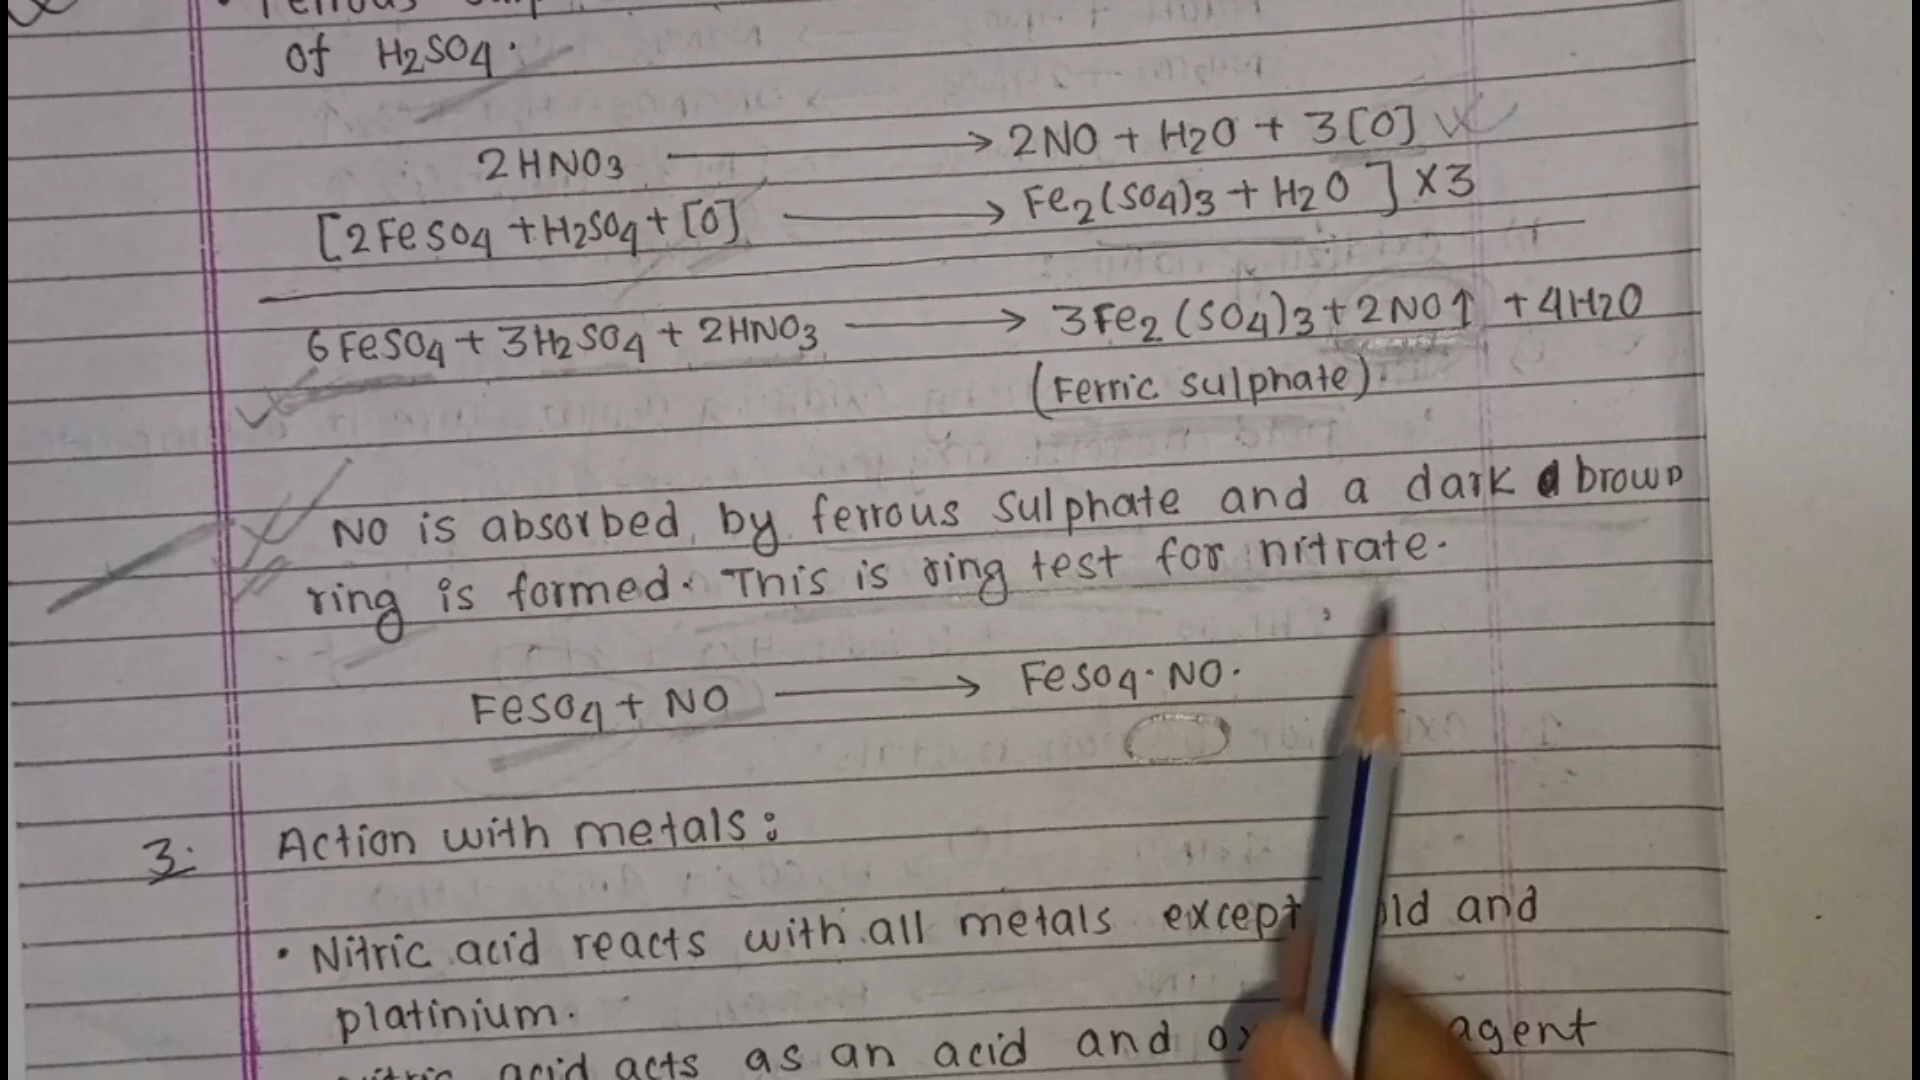 of H2SO4.
2HNO3 → 2NO + H2O + 3[O]
[2FeSO4 + H2SO4 + [O] → Fe2(SO4)3 + H2O ] ×3
6FeSO4 + 3H2SO4 + 2HNO3 → 3Fe2(SO4)3 + 2NO↑ + 4H2O
(Ferric sulphate).
NO is absorbed by ferrous sulphate and a dark brown
ring is formed. This is ring test for nitrate.
FeSO4 + NO → FeSO4.NO.
3. Action with metals:
• Nitric acid reacts with all metals except and
platinium.
acid acts as an acid and agent